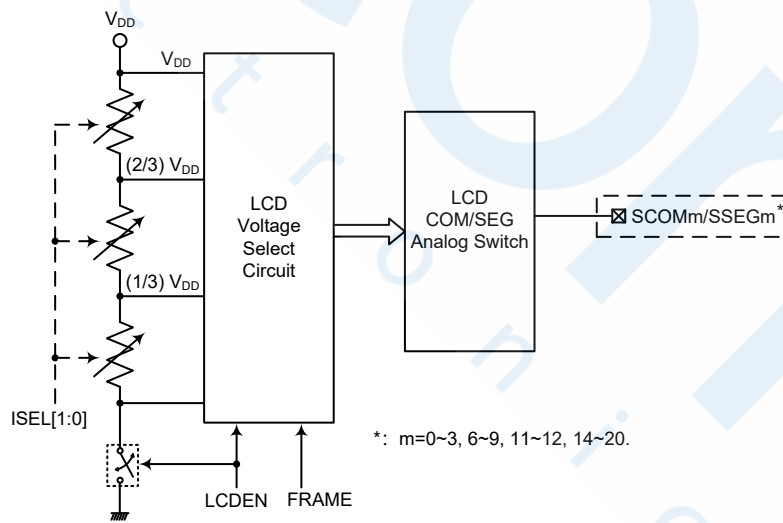 VDD
VDD
(2/3) VDD
(1/3) VDD
ISEL[1:0]
LCD
Voltage
Select
Circuit
LCD
COM/SEG
Analog Switch
SCOMm/SSEGm*
*: m=0~3, 6~9, 11~12, 14~20.
LCDEN FRAME